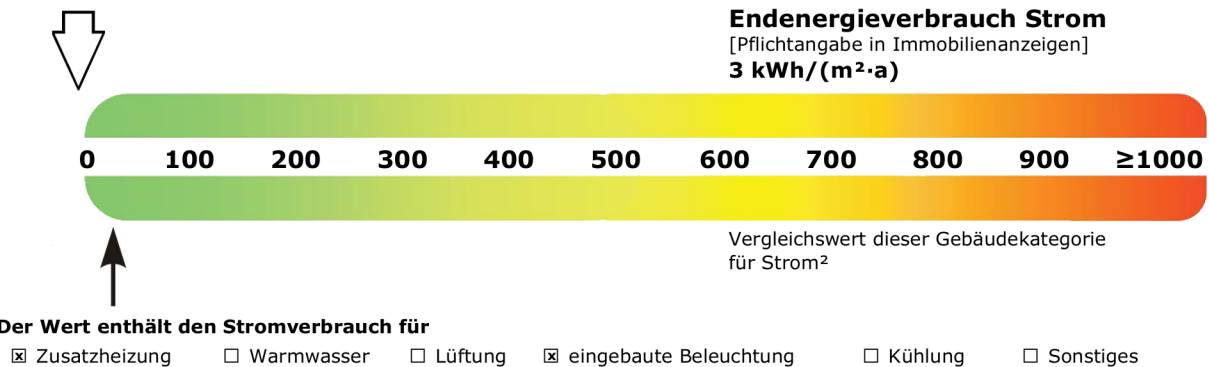 Endenergieverbrauch Strom
[Pflichtangabe in Immobilienanzeigen]
3 kWh/(m²·a)
0 100 200 300 400 500 600 700 800 900 ≥1000
Vergleichswert dieser Gebäudekategorie
für Strom²
Der Wert enthält den Stromverbrauch für
☒ Zusatzheizung ☐ Warmwasser ☐ Lüftung ☒ eingebaute Beleuchtung ☐ Kühlung ☐ Sonstiges